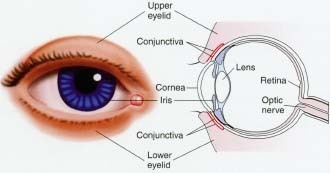 Upper
eyelid
Conjunctiva
Lens
Cornea
Retina
Iris
Optic
nerve
Conjunctiva
Lower
eyelid